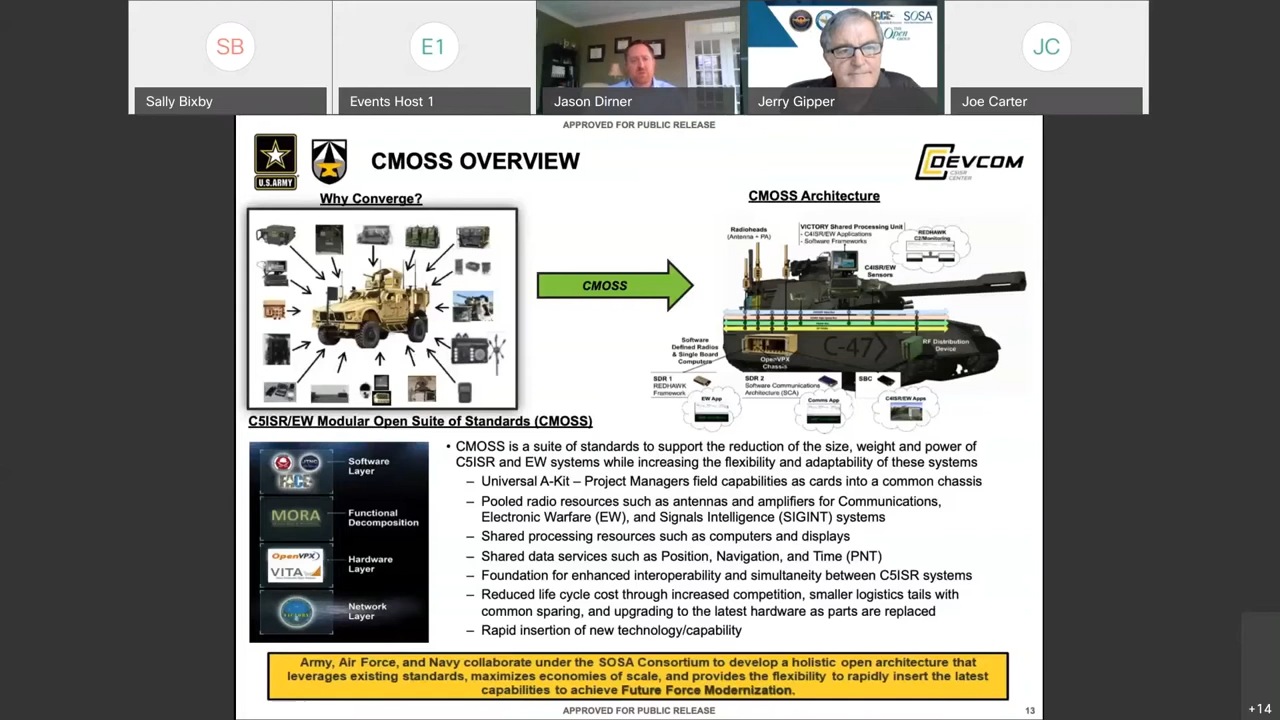 SB
E1
FACE
SOSA
THE
Open
GROUP
JC
Sally Bixby
Events Host 1
Jason Dirner
Jerry Gipper
Joe Carter
APPROVED FOR PUBLIC RELEASE
U.S.ARMY
CMOSS OVERVIEW
DEVCOM
C5ISR
CENTER
Why Converge?
CMOSS
CMOSS Architecture
Radioheads
(Antenna + PA)
VICTORY Shared Processing Unit
- C4ISR/EW Applications
- Software Frameworks
REDHAWK
C2/Monitoring
C4ISR/EW
Sensors
C-47
RF Distribution
Device
Software
Defined Radios
& Single Board
Computers
OpenVPX
Chassis
SDR 1
REDHAWK
Framework
EW App
SDR 2
Software Communications
Architecture (SCA)
Comms App
SBC
C4ISR/EW Apps
C5ISR/EW Modular Open Suite of Standards (CMOSS)
JTNC
FACE
Software
Layer
MORA
Functional
Decomposition
OpenVPX
VITA
Hardware
Layer
Network
Layer
• CMOSS is a suite of standards to support the reduction of the size, weight and power of
C5ISR and EW systems while increasing the flexibility and adaptability of these systems
– Universal A-Kit – Project Managers field capabilities as cards into a common chassis
– Pooled radio resources such as antennas and amplifiers for Communications,
Electronic Warfare (EW), and Signals Intelligence (SIGINT) systems
– Shared processing resources such as computers and displays
– Shared data services such as Position, Navigation, and Time (PNT)
– Foundation for enhanced interoperability and simultaneity between C5ISR systems
– Reduced life cycle cost through increased competition, smaller logistics tails with
common sparing, and upgrading to the latest hardware as parts are replaced
– Rapid insertion of new technology/capability
Army, Air Force, and Navy collaborate under the SOSA Consortium to develop a holistic open architecture that
leverages existing standards, maximizes economies of scale, and provides the flexibility to rapidly insert the latest
capabilities to achieve Future Force Modernization.
APPROVED FOR PUBLIC RELEASE
13
+14